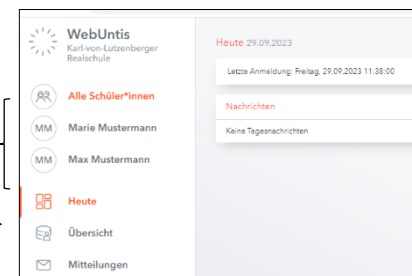 WebUntis
Karl-von-Lutzenberger
Realschule
Alle Schüler*innen
MM Marie Mustermann
MM Max Mustermann
Heute
Übersicht
Mitteilungen
Heute 29.09.2023
Letzte Anmeldung: Freitag, 29.09.2023 11:38:00
Nachrichten
Keine Tagesnachrichten